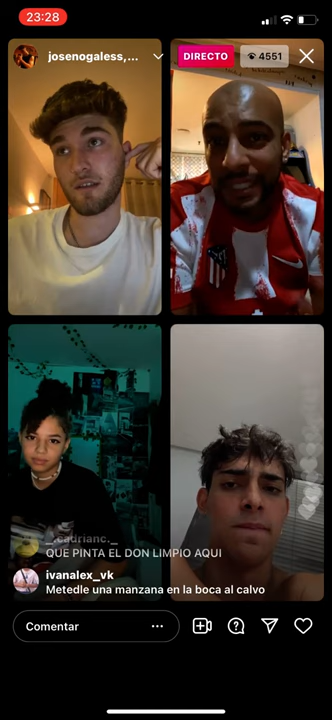 23:28
josenogaless,...
DIRECTO
4551
_.cadrianc._
QUE PINTA EL DON LIMPIO AQUI
ivanalex_vk
Metedle una manzana en la boca al calvo
Comentar